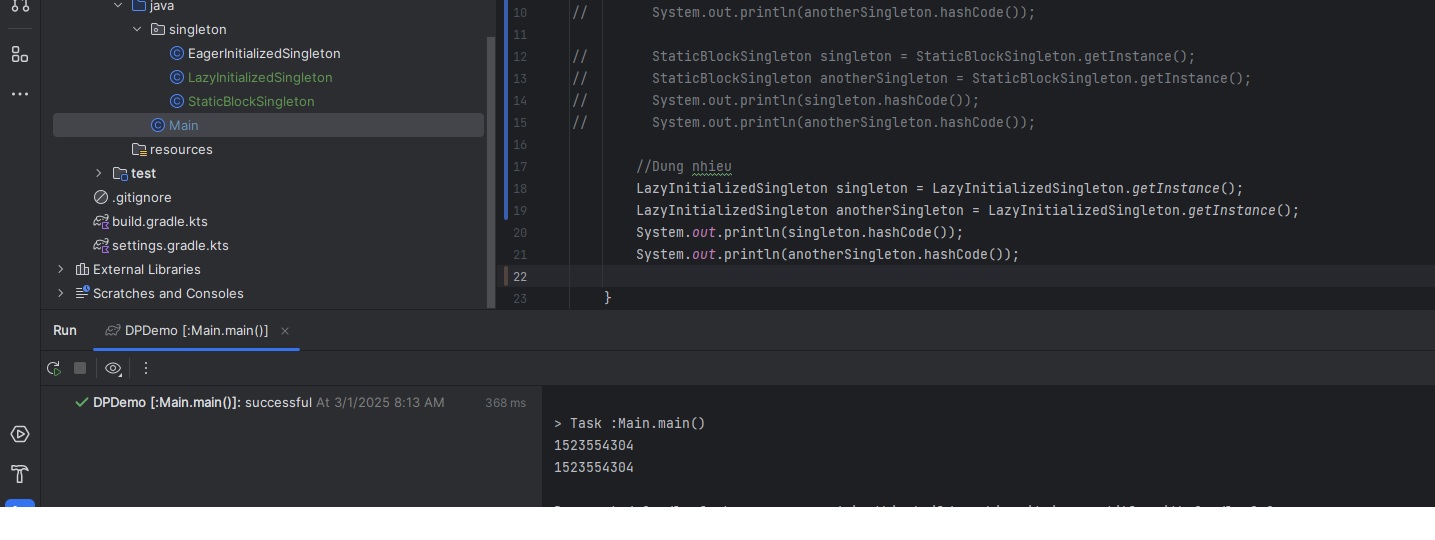 java
singleton
EagerInitializedSingleton
LazyInitializedSingleton
StaticBlockSingleton
Main
resources
test
.gitignore
build.gradle.kts
settings.gradle.kts
External Libraries
Scratches and Consoles
10 // System.out.println(anotherSingleton.hashCode());
11
12 // StaticBlockSingleton singleton = StaticBlockSingleton.getInstance();
13 // StaticBlockSingleton anotherSingleton = StaticBlockSingleton.getInstance();
14 // System.out.println(singleton.hashCode());
15 // System.out.println(anotherSingleton.hashCode());
16
17 //Dung nhieu
18 LazyInitializedSingleton singleton = LazyInitializedSingleton.getInstance();
19 LazyInitializedSingleton anotherSingleton = LazyInitializedSingleton.getInstance();
20 System.out.println(singleton.hashCode());
21 System.out.println(anotherSingleton.hashCode());
22
23 }
Run DPDemo [:Main.main()]
DPDemo [:Main.main()]: successful At 3/1/2025 8:13 AM 368 ms
> Task :Main.main()
1523554304
1523554304